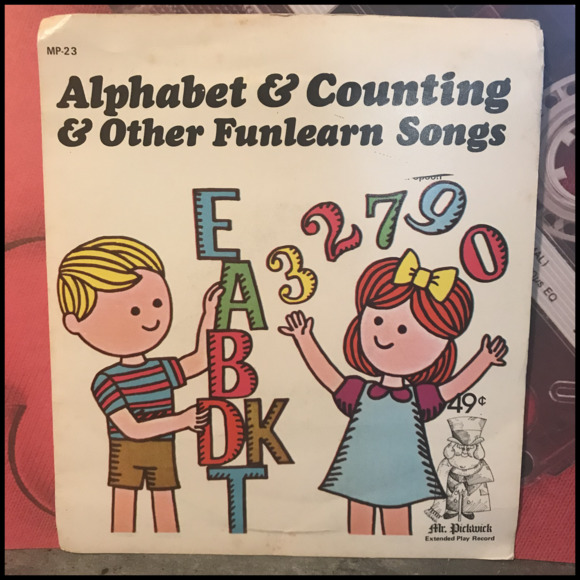 MP-23
Alphabet & Counting
& Other Funlearn Songs
E
A
B
D K
T
3 2 7 9 0
49¢
Mr. Pickwick
Extended Play Record